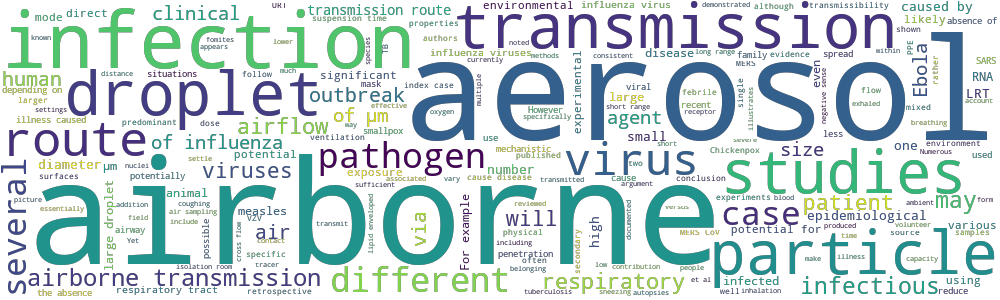 infection
transmission
aerosol
airborne
droplet
route
particle
studies
virus
pathogen
different
case
several
infectious
respiratory
airborne transmission
will
may
patient
outbreak
agent
airflow
of μm
viruses
of influenza
human
clinical
transmission route
air
via
size
Ebola
LRT
RNA
epidemiological
potential for
infected
using
various
one
even
small
large
high
For example
number
exposure
measles
animal
diameter
μm
large droplet
airway
possible
specific
respiratory tract
retrospective
the absence
illness caused
depending on
larger
situations
mode
direct
URT
suspension time
properties
environmental
influenza virus
demonstrated
although
transmissibility
caused by
likely
absence of
shown
known
appears
fomites
lower
species
TB
authors
noted
influenza viruses
currently
methods
consistent
long range
disease
family
evidence
spread
MERS
within
PPE
rather
SARS
account
distance
follow
much
significant
mask
index case
effective
multiple
experimental
viral
febrile
recent
receptor
single
illustrates
negative sense
flow
exhaled
mixed
breathing
environment
Numerous
used
less
settings
predominant
dose
way
smallpox
oxygen
However
specifically
short range
ventilation
use
mechanistic
published
short
severe
Chickenpox
nuclei
settle
potential
potentially
surfaces
picture
essentially
addition
field
Yet
coughing
air sampling
include
VZV
cross flow
contact
tracer
isolation room
transmit
sufficient
associated
vary
cause disease
transmitted
cause
two
argument
conclusion
versus
experiments
blood
lipid enveloped
reviewed
physical
including
penetration
often
belonging
tuberculosis
sneezing
secondary
low
contribution
autopsies
documented
people
et al
MERS CoV
well
inhalation
make
time
illness
produced
volunteer
source
capacity
ambient
samples
form
reduce